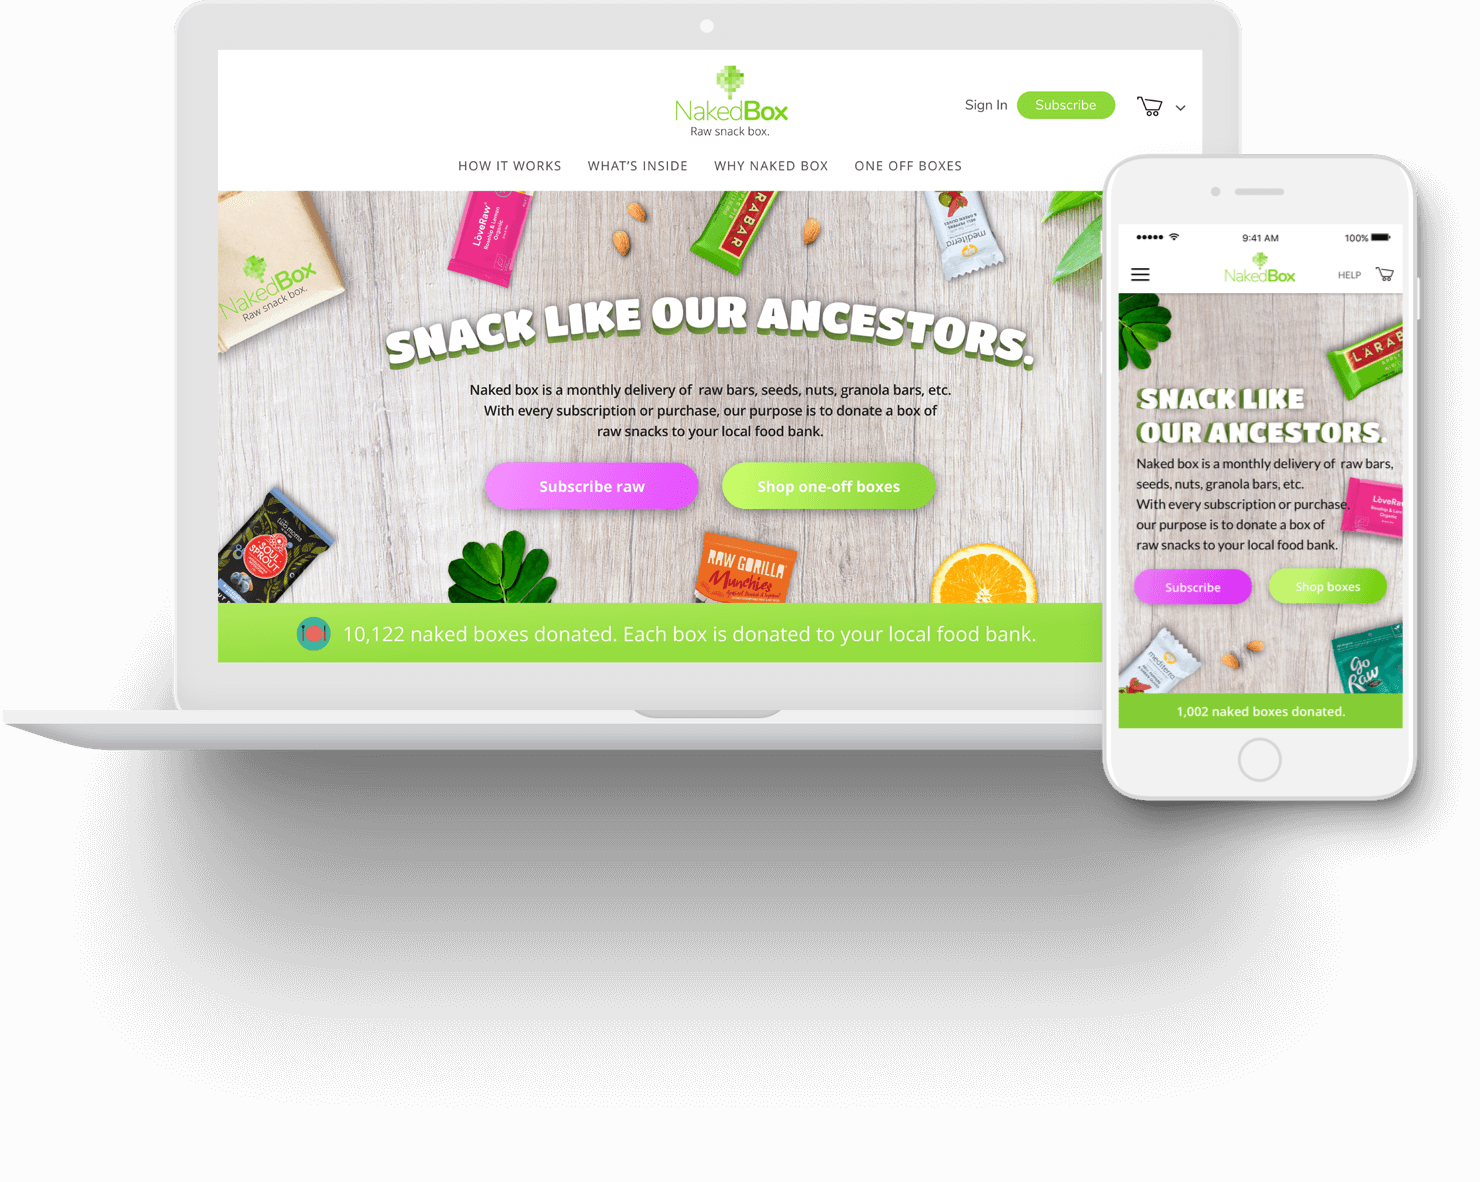 NakedBox
Raw snack box.
Sign In
Subscribe
HOW IT WORKS
WHAT'S INSIDE
WHY NAKED BOX
ONE OFF BOXES
NakedBox
Raw snack box.
LöveRaw
Rosehip & Lemon
Organic
LARABAR
mediterra
SNACK LIKE OUR ANCESTORS.
Naked box is a monthly delivery of raw bars, seeds, nuts, granola bars, etc.
With every subscription or purchase, our purpose is to donate a box of
raw snacks to your local food bank.
Subscribe raw
Shop one-off boxes
SOUL
SPROUT
RAW GORILLA
Munchies
10,122 naked boxes donated. Each box is donated to your local food bank.
9:41 AM
100%
NakedBox
HELP
LARAB
SNACK LIKE
OUR ANCESTORS.
Naked box is a monthly delivery of raw bars,
seeds, nuts, granola bars, etc.
With every subscription or purchase,
our purpose is to donate a box of
raw snacks to your local food bank.
LöveRa
Organic
Subscribe
Shop boxes
mediterra
Go
Raw
1,002 naked boxes donated.